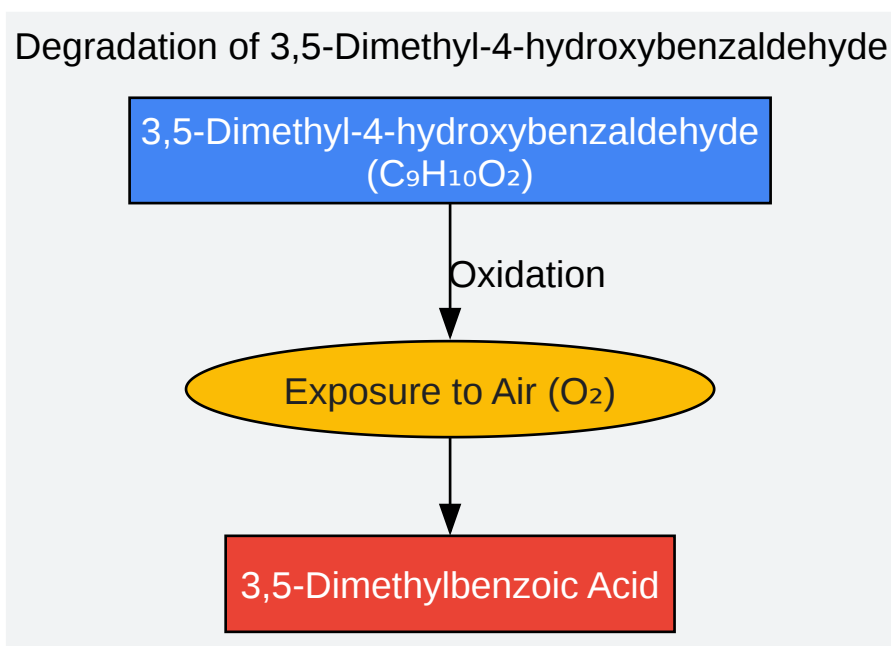 Degradation of 3,5-Dimethyl-4-hydroxybenzaldehyde
3,5-Dimethyl-4-hydroxybenzaldehyde
(C₉H₁₀O₂)
Oxidation
Exposure to Air (O₂)
3,5-Dimethylbenzoic Acid